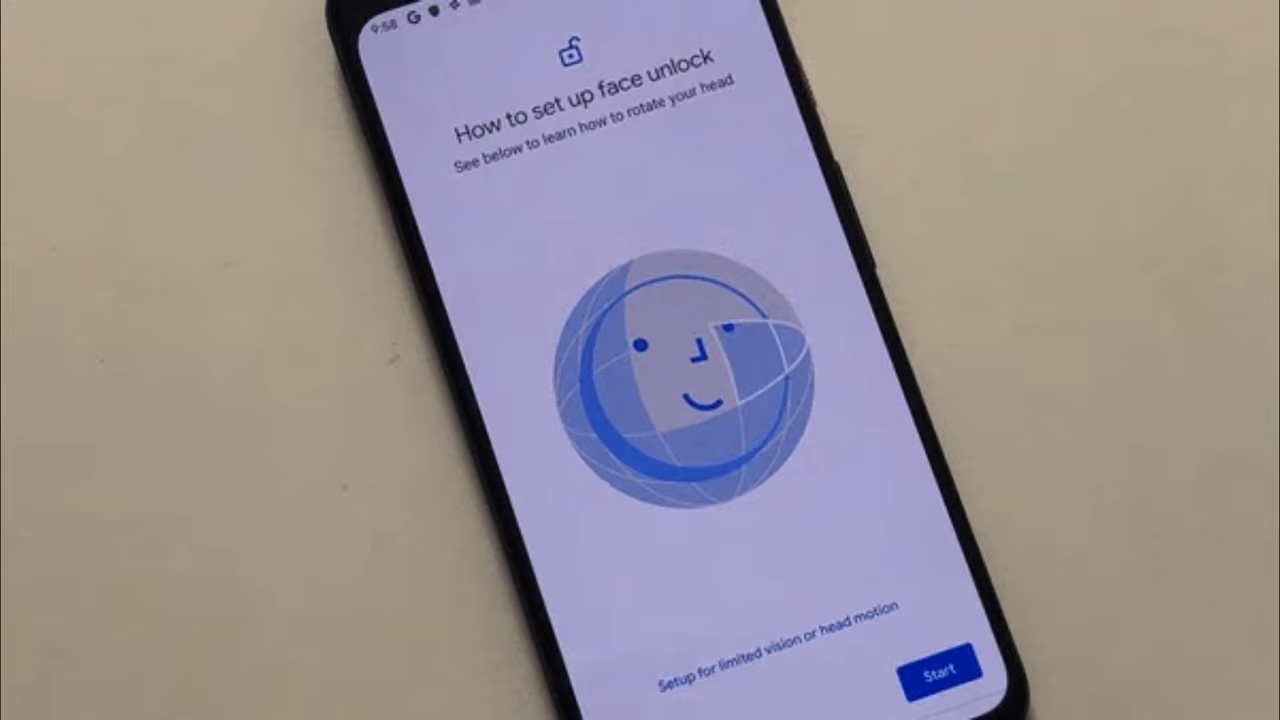 9:58 G
How to set up face unlock
See below to learn how to rotate your head
Setup for limited vision or head motion
Start